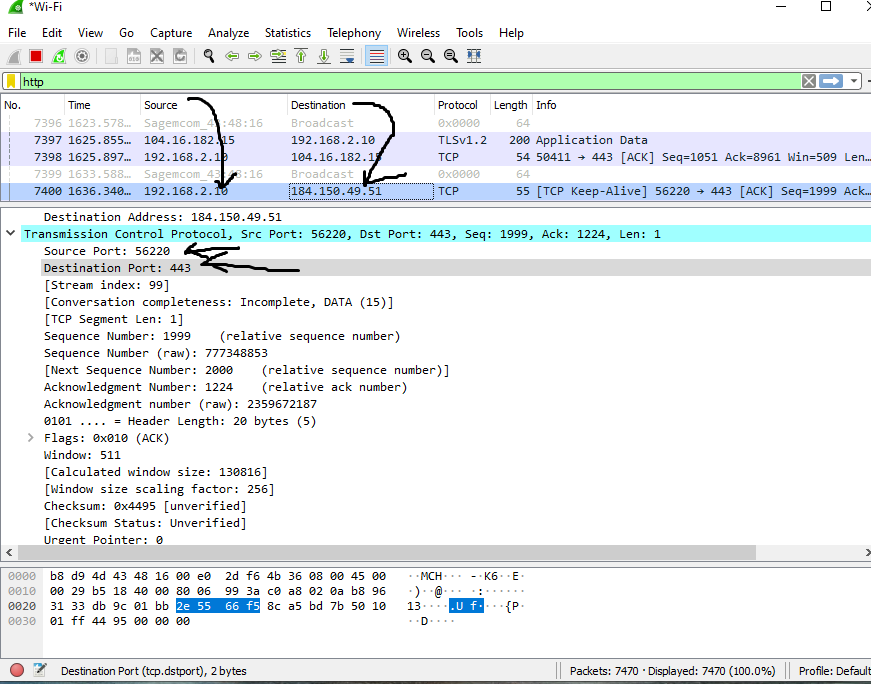 *Wi-Fi
File Edit View Go Capture Analyze Statistics Telephony Wireless Tools Help
http
No. Time Source Destination Protocol Length Info
7396 1623.578… Sagemcom_43:48:16 Broadcast 0x0000 64
7397 1625.855… 104.16.182.15 192.168.2.10 TLSv1.2 200 Application Data
7398 1625.897… 192.168.2.10 104.16.182.15 TCP 54 50411 → 443 [ACK] Seq=1051 Ack=8961 Win=509 Len…
7399 1633.588… Sagemcom_43:48:16 Broadcast 0x0000 64
7400 1636.340… 192.168.2.10 184.150.49.51 TCP 55 [TCP Keep-Alive] 56220 → 443 [ACK] Seq=1999 Ack…
Destination Address: 184.150.49.51
Transmission Control Protocol, Src Port: 56220, Dst Port: 443, Seq: 1999, Ack: 1224, Len: 1
Source Port: 56220
Destination Port: 443
[Stream index: 99]
[Conversation completeness: Incomplete, DATA (15)]
[TCP Segment Len: 1]
Sequence Number: 1999 (relative sequence number)
Sequence Number (raw): 777348853
[Next Sequence Number: 2000 (relative sequence number)]
Acknowledgment Number: 1224 (relative ack number)
Acknowledgment number (raw): 2359672187
0101 .... = Header Length: 20 bytes (5)
Flags: 0x010 (ACK)
Window: 511
[Calculated window size: 130816]
[Window size scaling factor: 256]
Checksum: 0x4495 [unverified]
[Checksum Status: Unverified]
Urgent Pointer: 0
0000 b8 d9 4d 43 48 16 00 e0 2d f6 4b 36 08 00 45 00 ··MCH··· -·K6··E·
0010 00 29 b5 18 40 00 80 06 99 3a c0 a8 02 0a b8 96 ·)··@··· ·:······
0020 31 33 db 9c 01 bb 2e 55 66 f5 8c a5 bd 7b 50 10 13····.U f····{P·
0030 01 ff 44 95 00 00 00 ··D····
Destination Port (tcp.dstport), 2 bytes Packets: 7470 · Displayed: 7470 (100.0%) Profile: Default